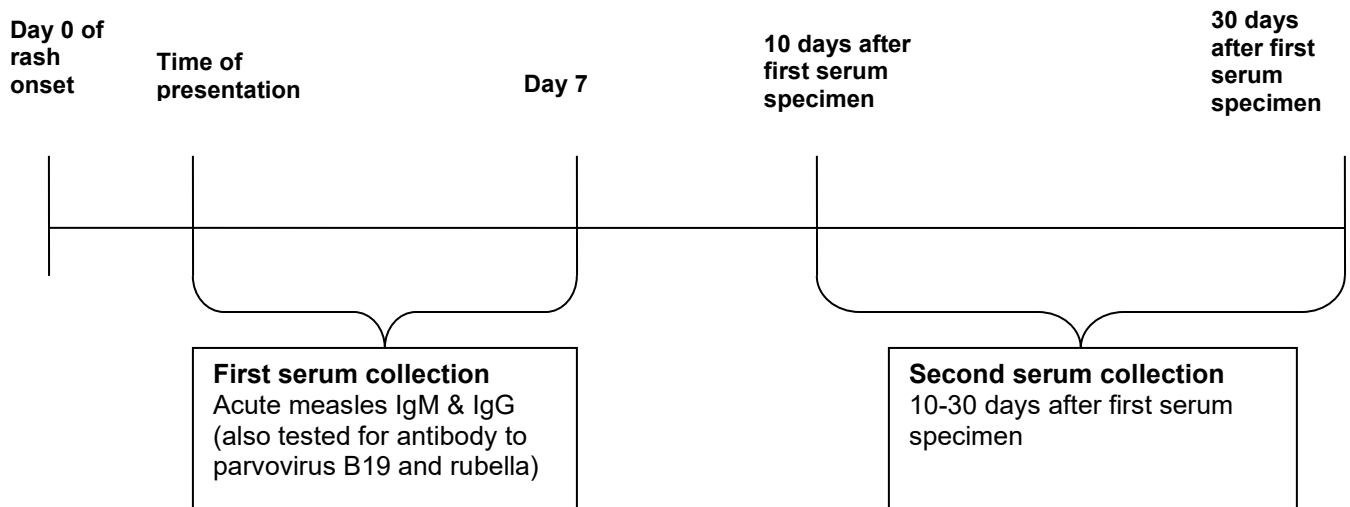 Day 0 of
rash
onset
Time of
presentation
Day 7
10 days after
first serum
specimen
30 days
after first
serum
specimen
First serum collection
Acute measles IgM & IgG
(also tested for antibody to
parvovirus B19 and rubella)
Second serum collection
10-30 days after first serum
specimen